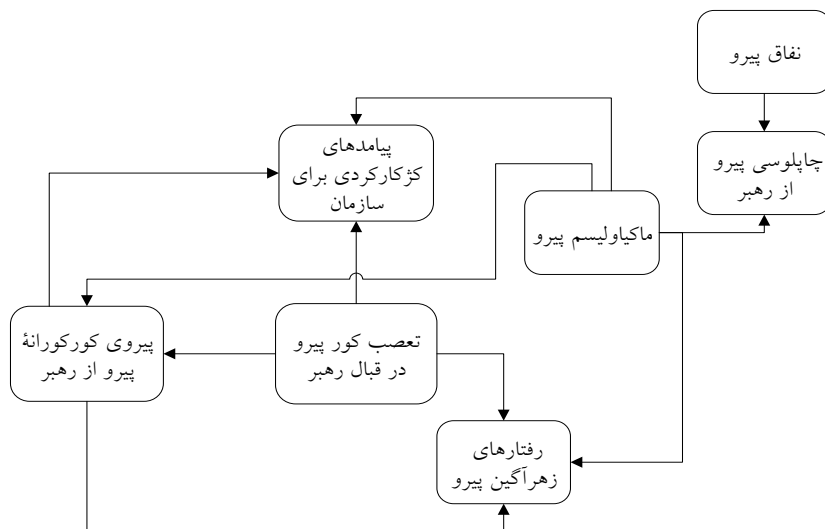 نفاق پیرو
چاپلوسی پیرو
از رهبر
پیامدهای
کژکارکردی برای
سازمان
ماکیاولیسم پیرو
تعصب کور پیرو
در قبال رهبر
پیروی کورکورانهٔ
پیرو از رهبر
رفتارهای
زهرآگین پیرو